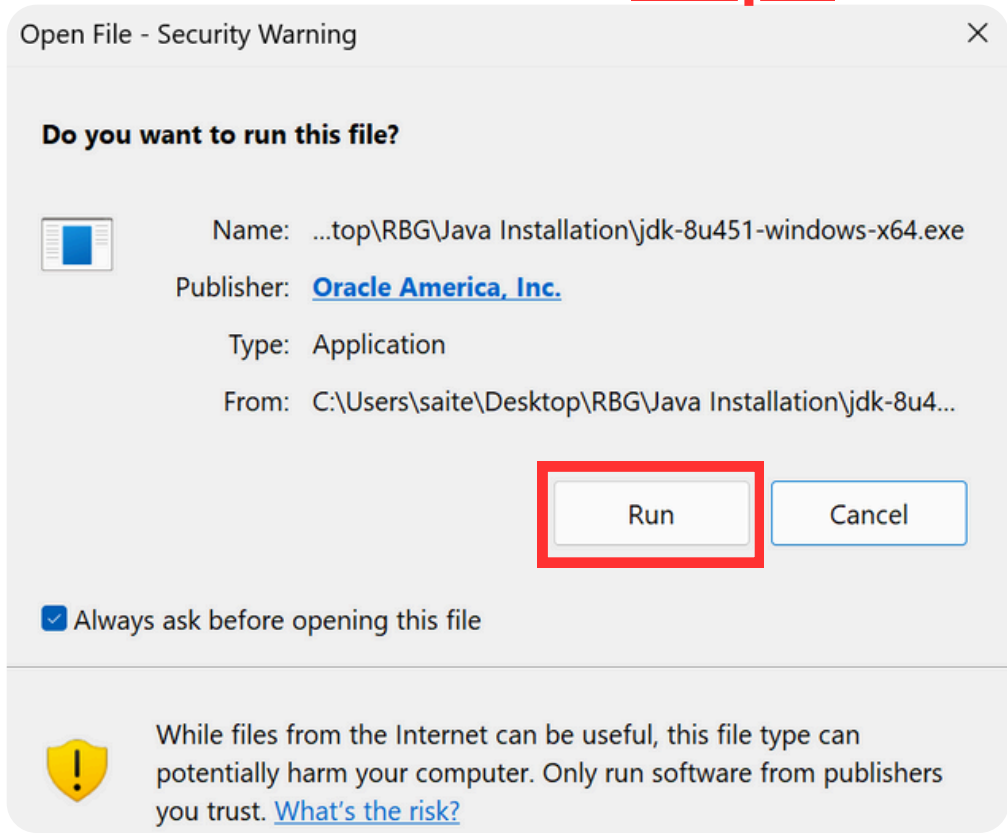 Open File - Security Warning
Do you want to run this file?
Name: ...top\RBG\Java Installation\jdk-8u451-windows-x64.exe
Publisher: Oracle America, Inc.
Type: Application
From: C:\Users\saite\Desktop\RBG\Java Installation\jdk-8u4...
Run Cancel
Always ask before opening this file
While files from the Internet can be useful, this file type can
potentially harm your computer. Only run software from publishers
you trust. What's the risk?